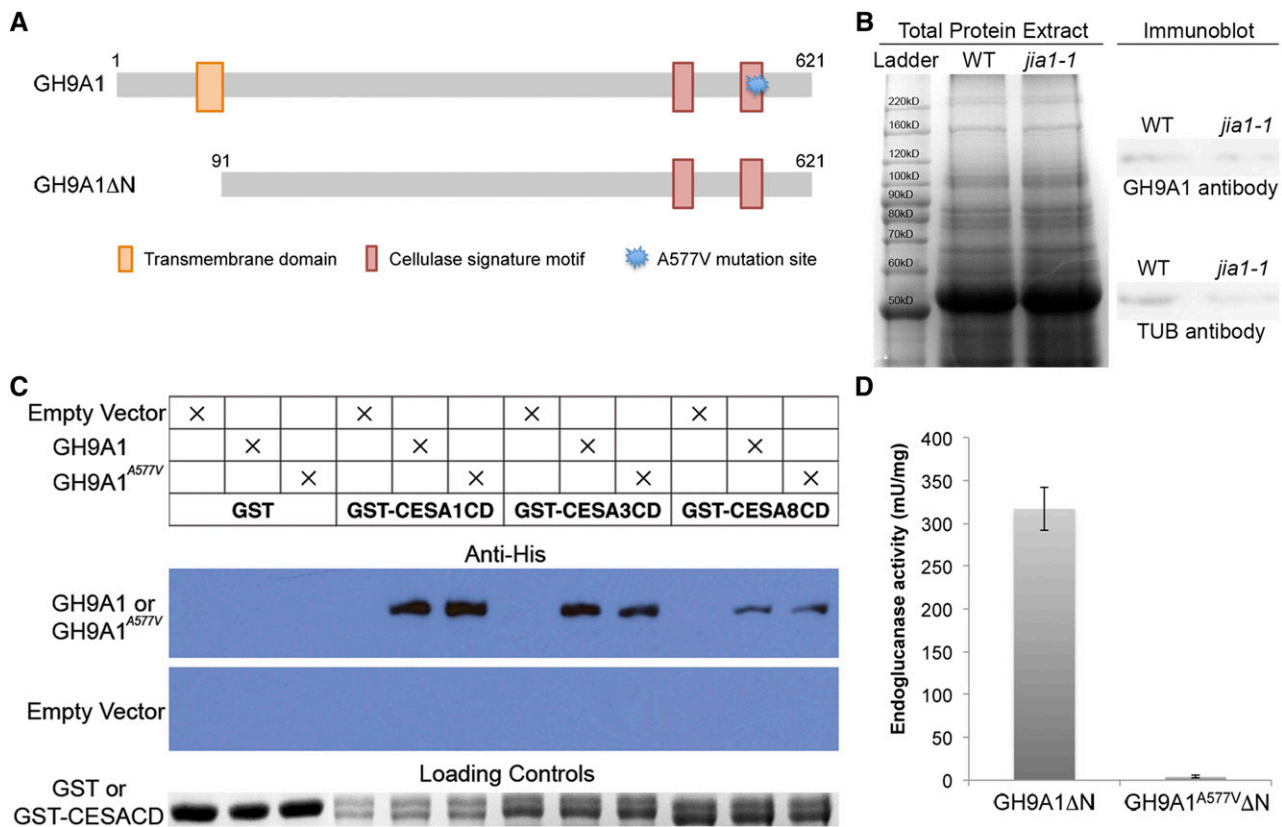 A
1
621
GH9A1
91
621
GH9A1ΔN
Transmembrane domain
Cellulase signature motif
A577V mutation site
B
Total Protein Extract
Ladder WT jia1-1
220kD
160kD
120kD
100kD
90kD
80kD
70kD
60kD
50kD
Immunoblot
WT jia1-1
GH9A1 antibody
WT jia1-1
TUB antibody
C
Empty Vector × × × ×
GH9A1 × × × ×
GH9A1A577V × × × ×
GST GST-CESA1CD GST-CESA3CD GST-CESA8CD
Anti-His
GH9A1 or
GH9A1A577V
Empty Vector
Loading Controls
GST or
GST-CESACD
D
Endoglucanase activity (mU/mg)
400
350
300
250
200
150
100
50
0
GH9A1ΔN GH9A1A577VΔN